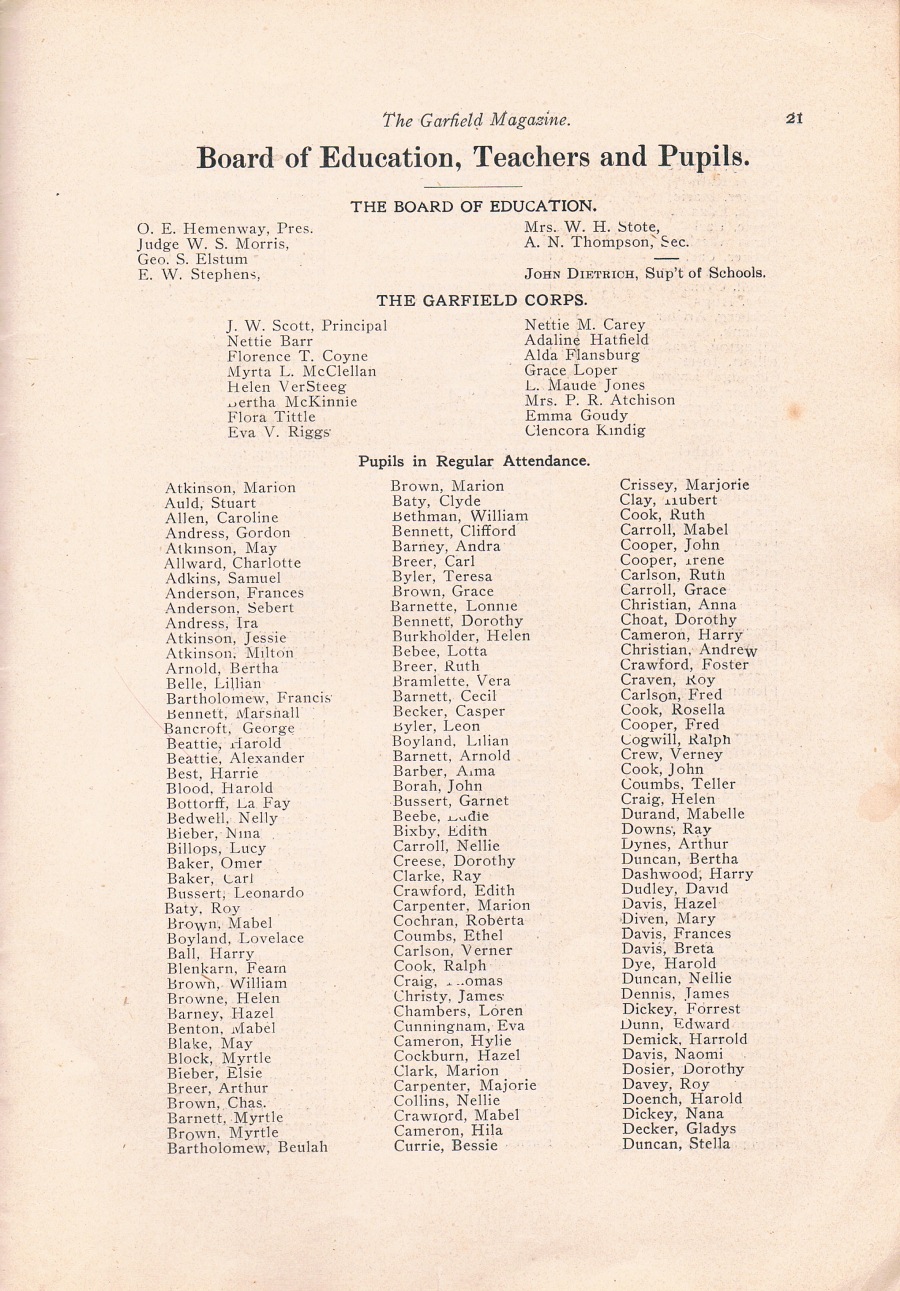 The Garfield Magazine.
21
Board of Education, Teachers and Pupils.
THE BOARD OF EDUCATION.
O. E. Hemenway, Pres.
Judge W. S. Morris,
Geo. S. Elstum
E. W. Stephens,
Mrs. W. H. Stote,
A. N. Thompson, Sec.
JOHN DIETRICH, Sup't of Schools.
THE GARFIELD CORPS.
J. W. Scott, Principal
Nettie Barr
Florence T. Coyne
Myrta L. McClellan
Helen VerSteeg
Bertha McKinnie
Flora Tittle
Eva V. Riggs
Nettie M. Carey
Adaline Hatfield
Alda Flansburg
Grace Loper
L. Maude Jones
Mrs. P. R. Atchison
Emma Goudy
Clencora Kindig
Pupils in Regular Attendance.
Atkinson, Marion
Auld, Stuart
Allen, Caroline
Andress, Gordon
Atkinson, May
Allward, Charlotte
Adkins, Samuel
Anderson, Frances
Anderson, Sebert
Andress, Ira
Atkinson, Jessie
Atkinson, Milton
Arnold, Bertha
Belle, Lillian
Bartholomew, Francis
Bennett, Marshall
Bancroft, George
Beattie, Harold
Beattie, Alexander
Best, Harrie
Blood, Harold
Bottorff, La Fay
Bedwell, Nelly
Bieber, Nina
Billops, Lucy
Baker, Omer
Baker, Carl
Bussert, Leonardo
Baty, Roy
Brown, Mabel
Boyland, Lovelace
Ball, Harry
Blenkarn, Fearn
Brown, William
Browne, Helen
Barney, Hazel
Benton, Mabel
Blake, May
Block, Myrtle
Bieber, Elsie
Breer, Arthur
Brown, Chas.
Barnett, Myrtle
Brown, Myrtle
Bartholomew, Beulah
Brown, Marion
Baty, Clyde
Bethman, William
Bennett, Clifford
Barney, Andra
Breer, Carl
Byler, Teresa
Brown, Grace
Barnette, Lonnie
Bennett, Dorothy
Burkholder, Helen
Bebee, Lotta
Breer, Ruth
Bramlette, Vera
Barnett, Cecil
Becker, Casper
Byler, Leon
Boyland, Lilian
Barnett, Arnold
Barber,
Borah, John
Bussert, Garnet
Beebe,
Bixby, Edith
Carroll, Nellie
Creese, Dorothy
Clarke, Ray
Crawford, Edith
Carpenter, Marion
Cochran, Roberta
Coumbs, Ethel
Carlson, Verner
Cook, Ralph
Craig, Thomas
Christy, James
Chambers, Loren
Cunningham, Eva
Cameron, Hylie
Cockburn, Hazel
Clark, Marion
Carpenter, Majorie
Collins, Nellie
Crawford, Mabel
Cameron, Hila
Currie, Bessie
Crissey, Marjorie
Clay, Hubert
Cook, Ruth
Carroll, Mabel
Cooper, John
Cooper, Irene
Carlson, Ruth
Carroll, Grace
Christian, Anna
Choat, Dorothy
Cameron, Harry
Christian, Andrew
Crawford, Foster
Craven, Roy
Carlson, Fred
Cook, Rosella
Cooper, Fred
Cogwill, Ralph
Crew, Verney
Cook, John
Coumbs, Teller
Craig, Helen
Durand, Mabelle
Downs, Ray
Dynes, Arthur
Duncan, Bertha
Dashwood, Harry
Dudley, David
Davis, Hazel
Diven, Mary
Davis, Frances
Davis, Breta
Dye, Harold
Duncan, Nellie
Dennis, James
Dickey, Forrest
Dunn, Edward
Demick, Harrold
Davis, Naomi
Dosier, Dorothy
Davey, Roy
Doench, Harold
Dickey, Nana
Decker, Gladys
Duncan, Stella